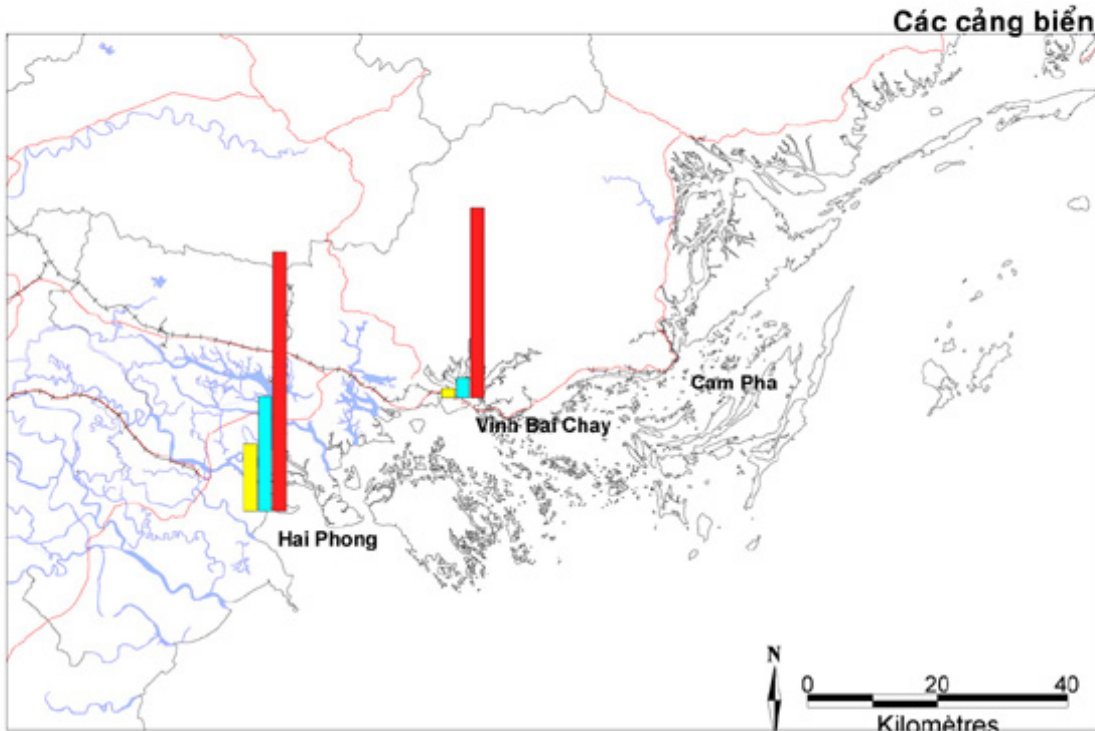 Các cảng biển
Cam Pha
Vinh Bai Chay
Hai Phong
N
0 20 40
Kilomètres